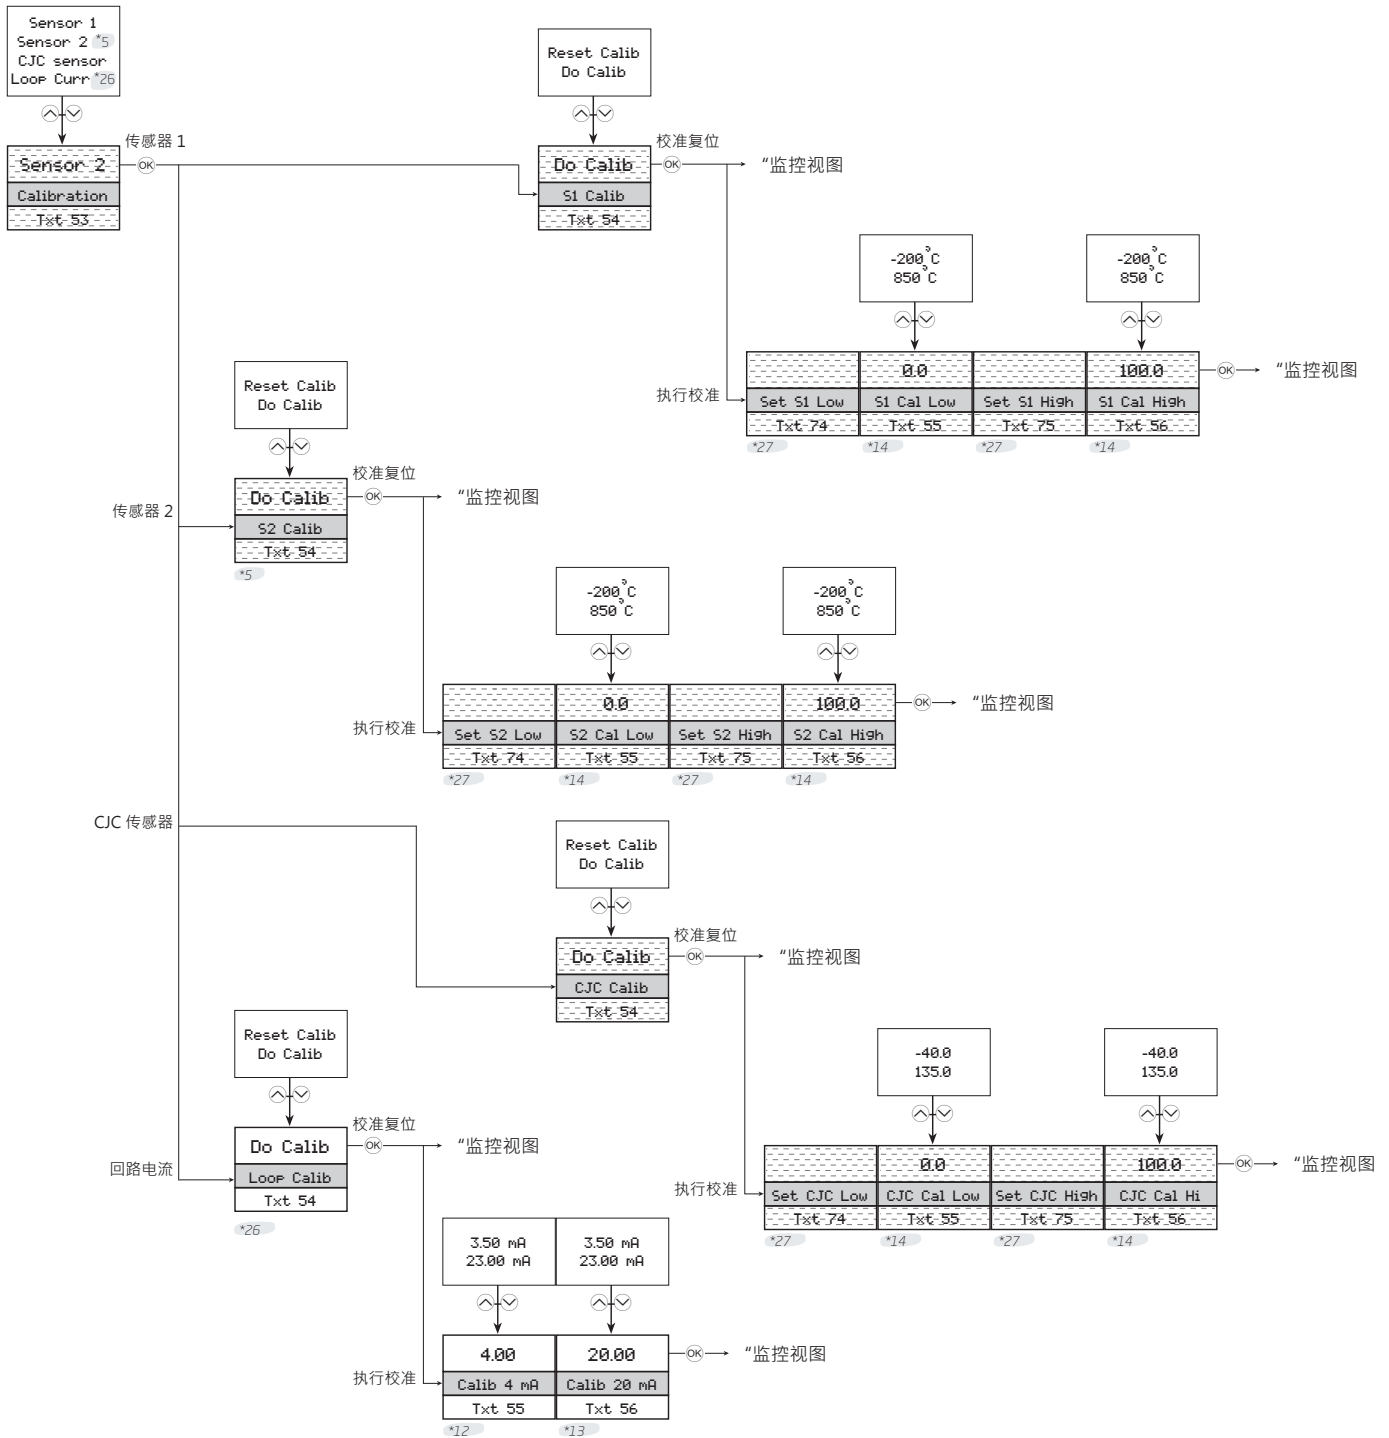 Sensor 1
Sensor 2 *5
CJC sensor
Loop Curr *26
Reset Calib
Do Calib
传感器 1
Sensor 2
OK
Calibration
Txt 53
Do Calib
校准复位
OK
"监控视图
S1 Calib
Txt 54
-200°C
850°C
-200°C
850°C
执行校准
0.0
100.0
OK
"监控视图
Set S1 Low
S1 Cal Low
Set S1 High
S1 Cal High
Txt 74
Txt 55
Txt 75
Txt 56
*27
*14
*27
*14
Reset Calib
Do Calib
传感器 2
Do Calib
校准复位
OK
"监控视图
S2 Calib
Txt 54
*5
-200°C
850°C
-200°C
850°C
执行校准
0.0
100.0
OK
"监控视图
Set S2 Low
S2 Cal Low
Set S2 High
S2 Cal High
Txt 74
Txt 55
Txt 75
Txt 56
*27
*14
*27
*14
CJC 传感器
Reset Calib
Do Calib
Do Calib
校准复位
OK
"监控视图
CJC Calib
Txt 54
-40.0
135.0
-40.0
135.0
执行校准
0.0
100.0
OK
"监控视图
Set CJC Low
CJC Cal Low
Set CJC High
CJC Cal Hi
Txt 74
Txt 55
Txt 75
Txt 56
*27
*14
*27
*14
Reset Calib
Do Calib
回路电流
Do Calib
校准复位
OK
"监控视图
Loop Calib
Txt 54
*26
3.50 mA
23.00 mA
3.50 mA
23.00 mA
执行校准
4.00
20.00
OK
"监控视图
Calib 4 mA
Calib 20 mA
Txt 55
Txt 56
*12
*13